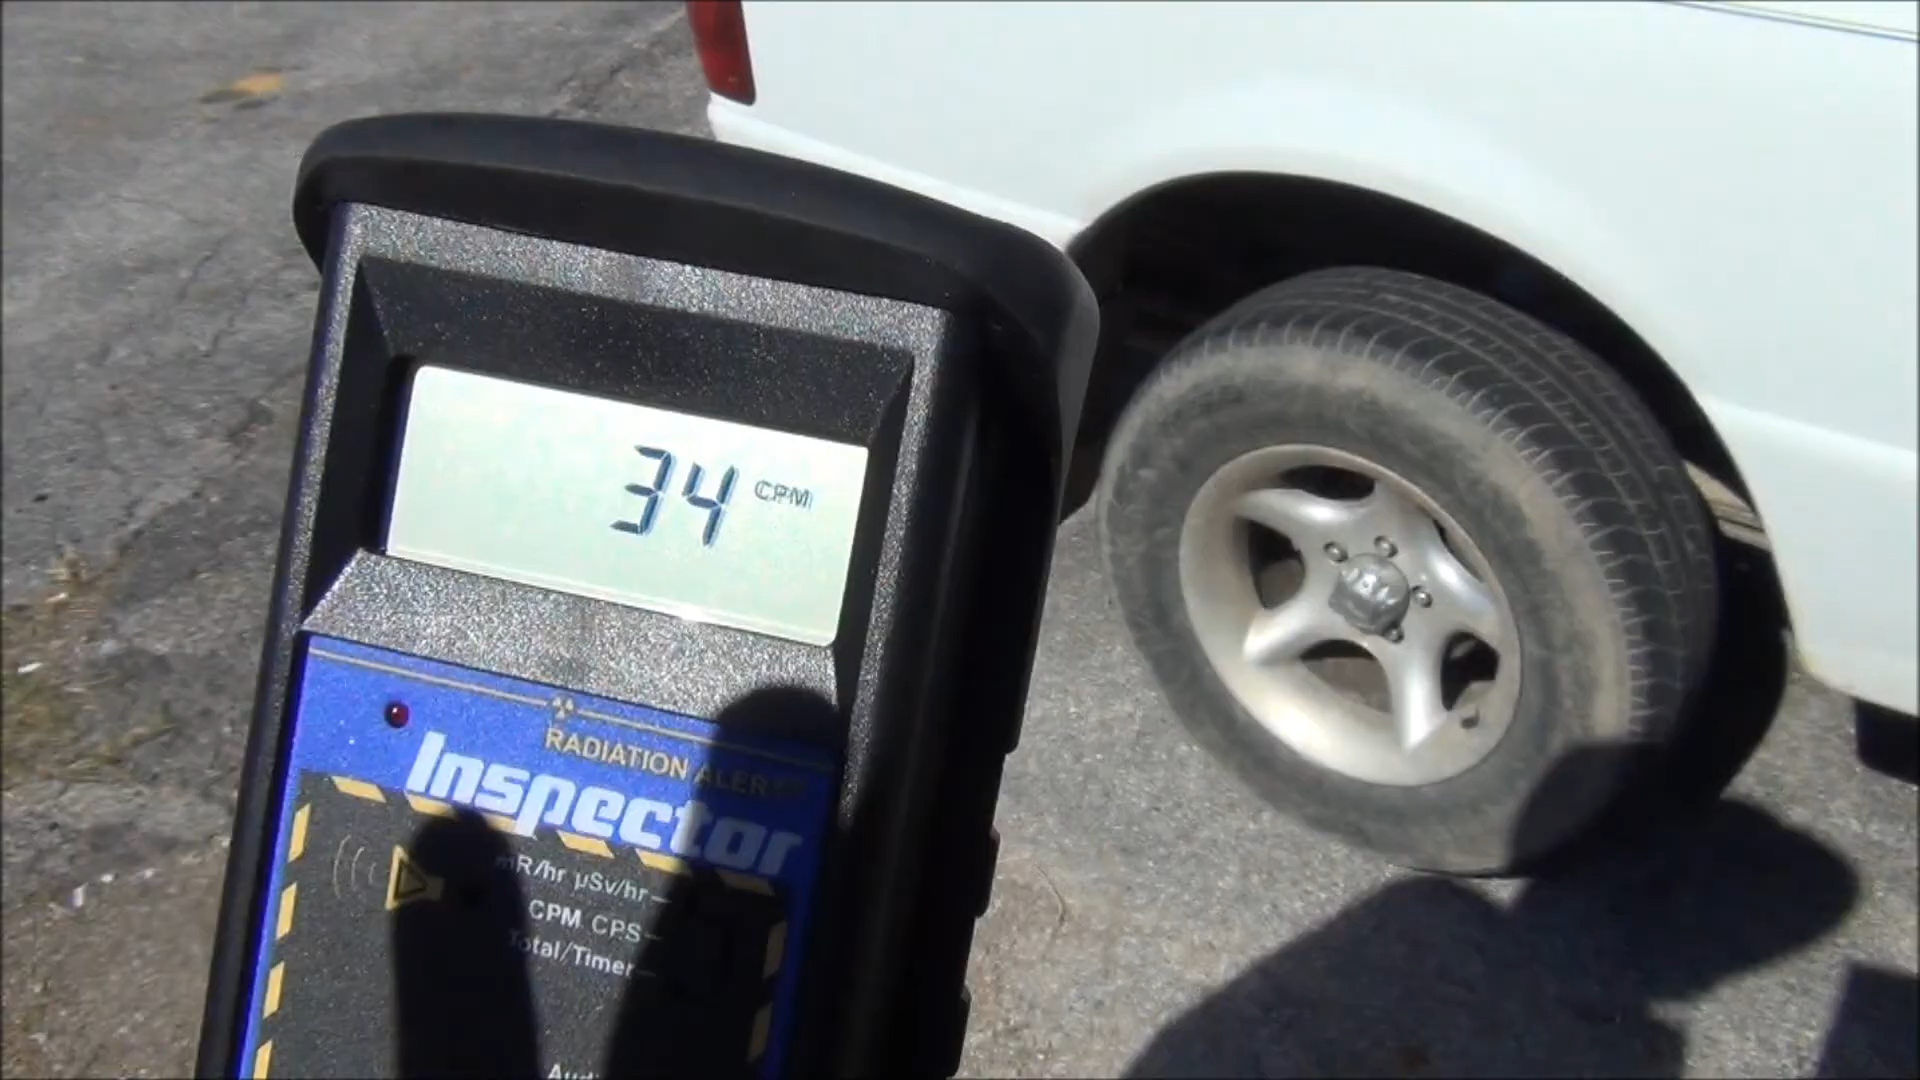 34 CPM
RADIATION ALERT
Inspector
mR/hr µSv/hr
CPM CPS
Total/Timer